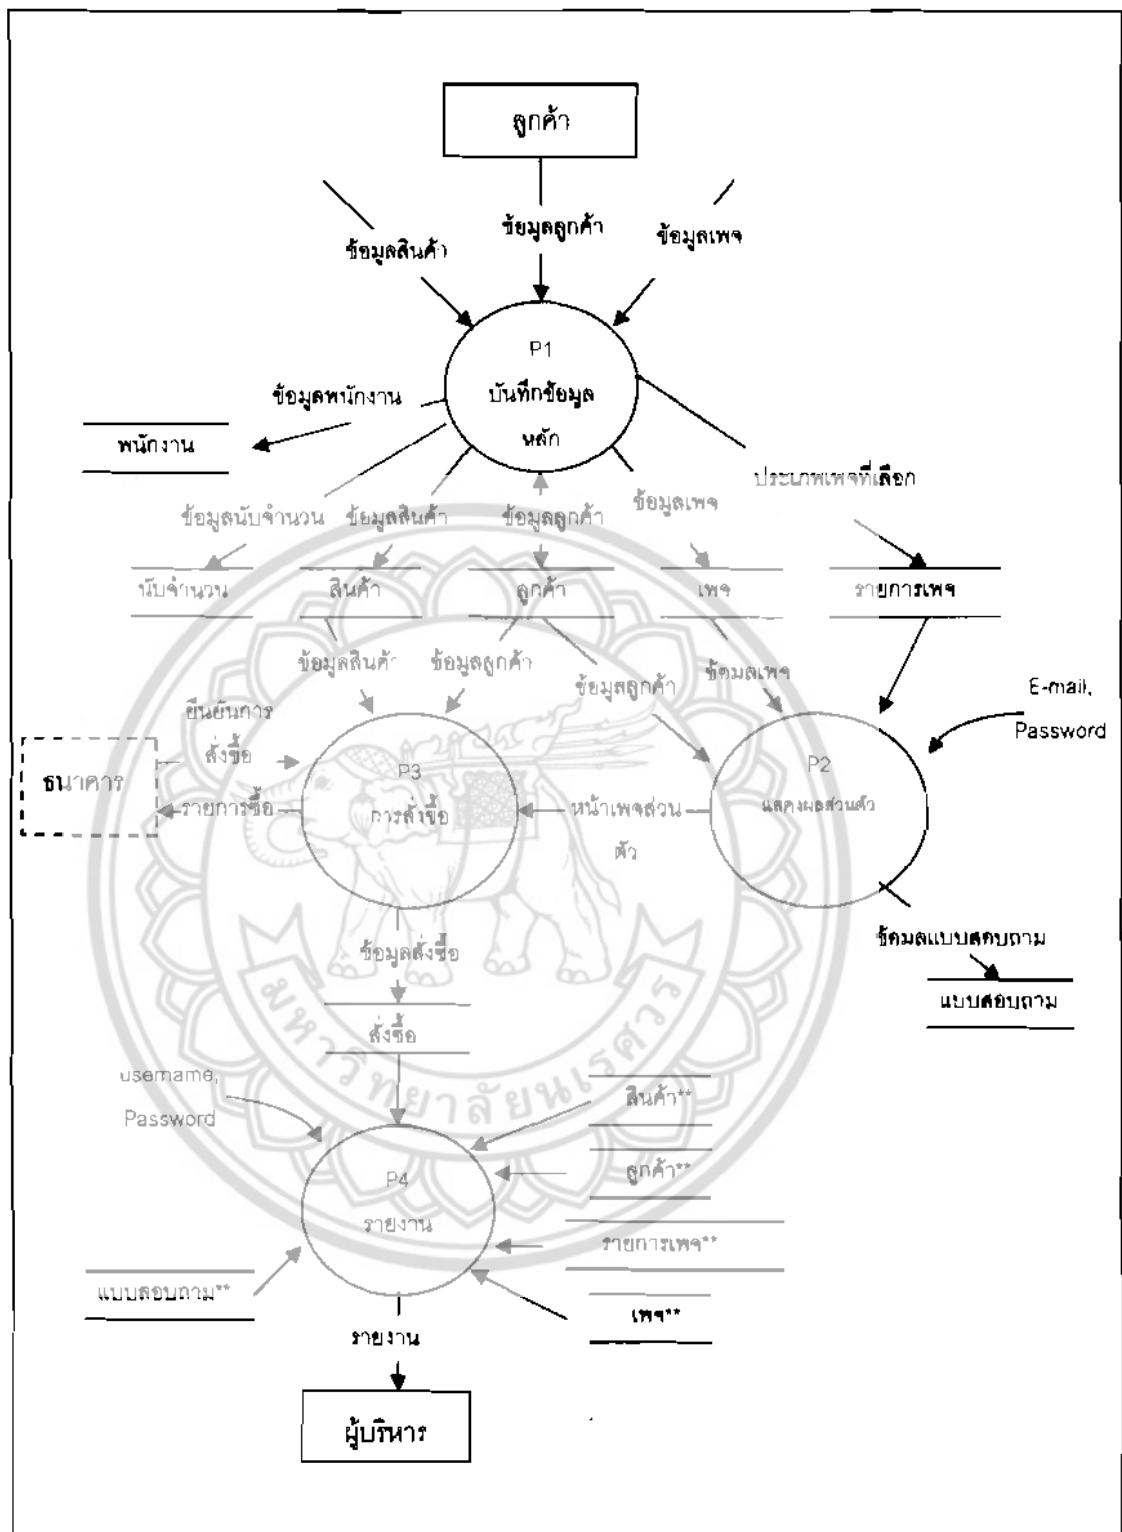 ลูกค้า
ข้อมูลสินค้า
ข้อมูลลูกค้า
ข้อมูลเพจ
P1
บันทึกข้อมูล
หลัก
ข้อมูลพนักงาน
พนักงาน
ประเภทเพจที่เลือก
ข้อมูลนับจำนวน
ข้อมูลสินค้า
ข้อมูลลูกค้า
ข้อมูลเพจ
นับจำนวน
สินค้า
ลูกค้า
เพจ
รายการเพจ
ข้อมูลสินค้า
ข้อมูลลูกค้า
ข้อมูลลูกค้า
ข้อมูลเพจ
E-mail,
Password
ยืนยันการ
สั่งซื้อ
ธนาคาร
รายการซื้อ
P3
การสั่งซื้อ
หน้าเพจส่วน
ตัว
P2
แสดงผลส่วนตัว
ข้อมูลแบบสอบถาม
แบบสอบถาม
ข้อมูลสั่งซื้อ
สั่งซื้อ
มหาวิทยาลัยนเรศวร
username,
Password
P4
รายงาน
สินค้า**
ลูกค้า**
รายการเพจ**
เพจ**
แบบสอบถาม**
รายงาน
ผู้บริหาร